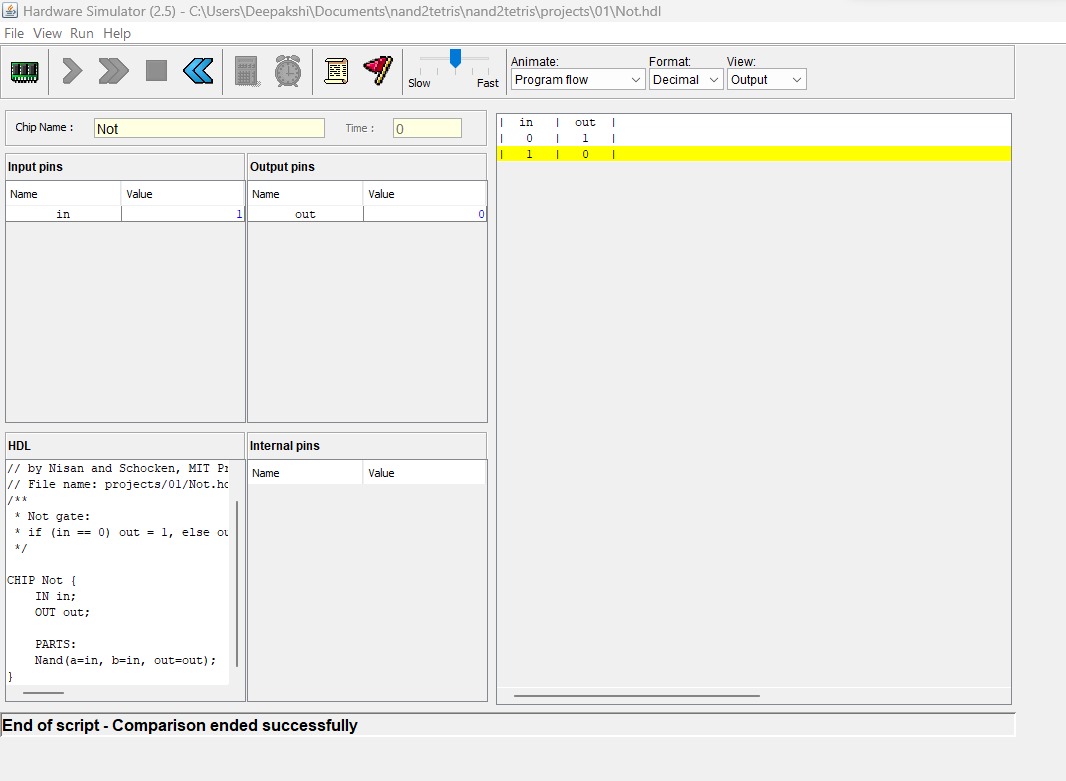 Hardware Simulator (2.5) - C:\Users\Deepakshi\Documents\nand2tetris\nand2tetris\projects\01\Not.hdl
File View Run Help
Slow Fast
Animate: Format: View:
Program flow Decimal Output
Chip Name : Not Time : 0
Input pins
Name Value
in 1
Output pins
Name Value
out 0
HDL
// by Nisan and Schocken, MIT Pr
// File name: projects/01/Not.hd
/**
* Not gate:
* if (in == 0) out = 1, else ou
*/
CHIP Not {
IN in;
OUT out;
PARTS:
Nand(a=in, b=in, out=out);
}
Internal pins
Name Value
| in | out |
| 0 | 1 |
| 1 | 0 |
End of script - Comparison ended successfully